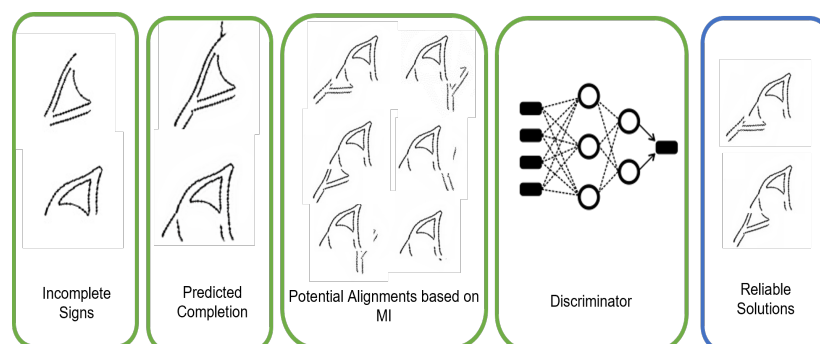 Incomplete
Signs
Predicted
Completion
Potential Alignments based on
MI
Discriminator
Reliable
Solutions